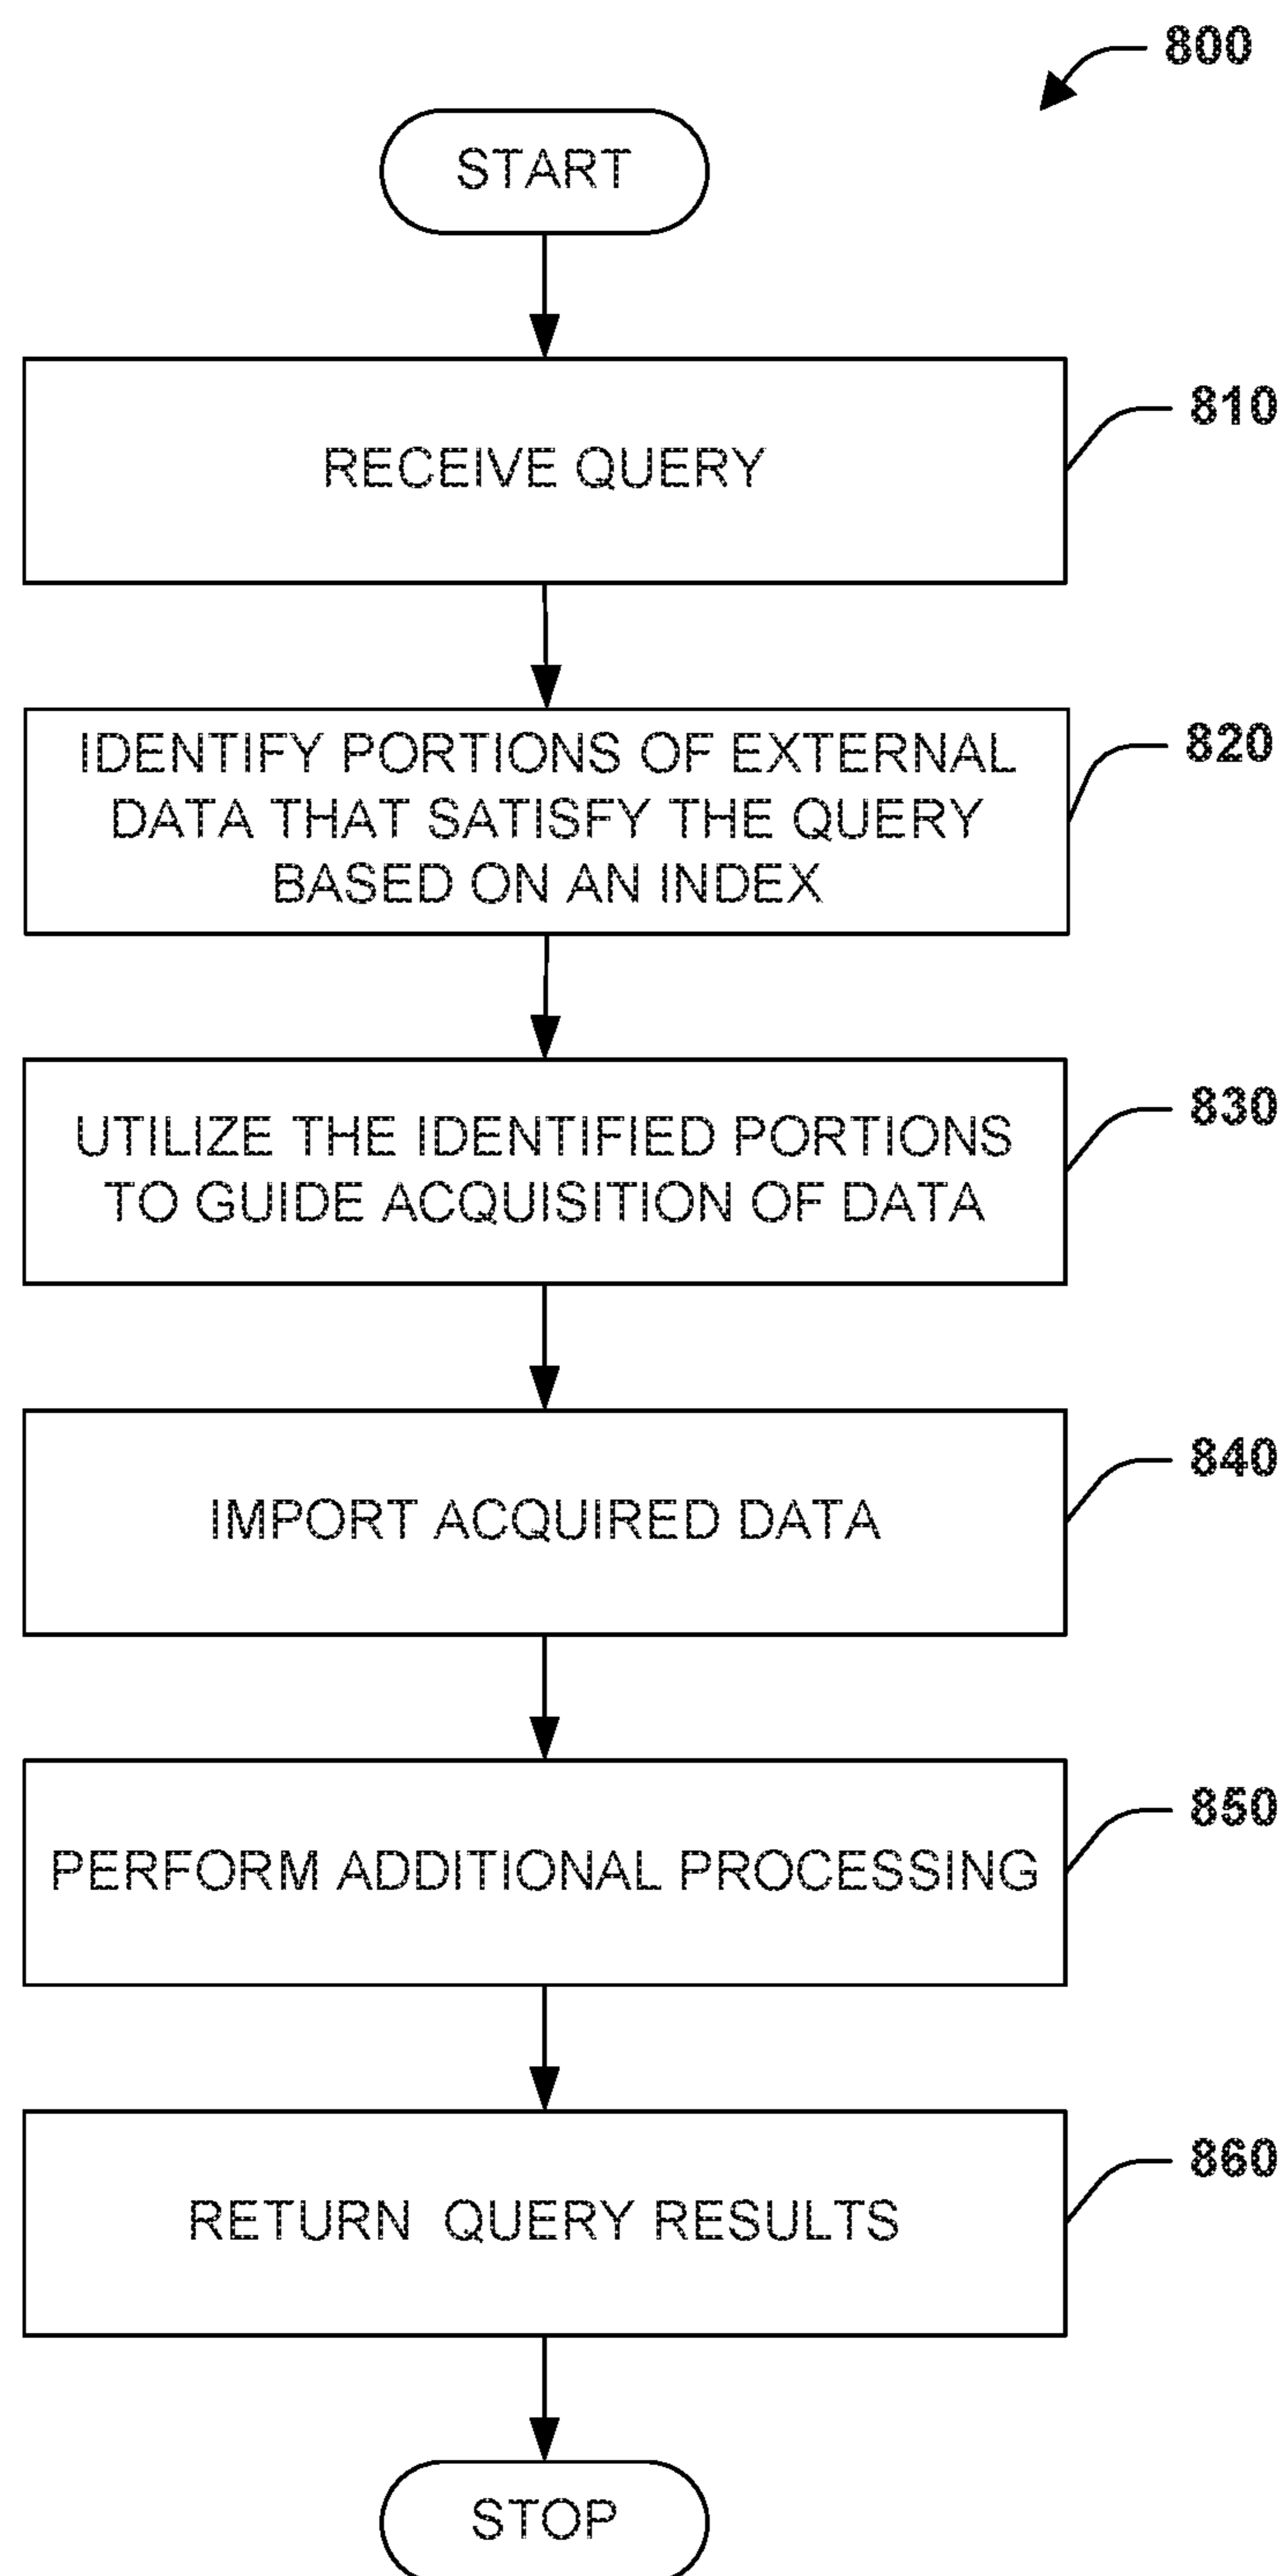 800
START
RECEIVE QUERY
810
IDENTIFY PORTIONS OF EXTERNAL
DATA THAT SATISFY THE QUERY
BASED ON AN INDEX
820
UTILIZE THE IDENTIFIED PORTIONS
TO GUIDE ACQUISITION OF DATA
830
IMPORT ACQUIRED DATA
840
PERFORM ADDITIONAL PROCESSING
850
RETURN QUERY RESULTS
860
STOP